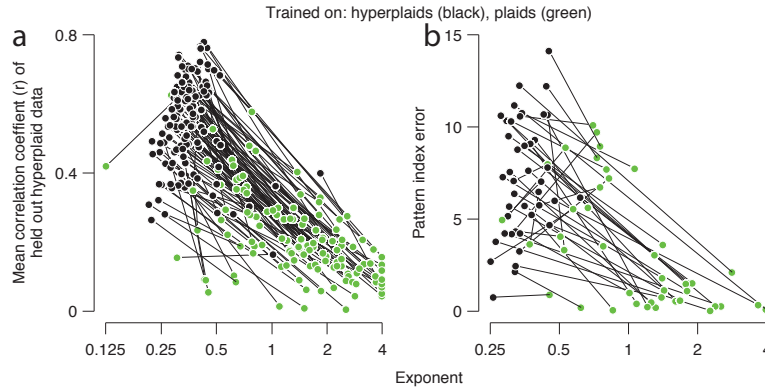 Trained on: hyperplaids (black), plaids (green)
a
Mean correlation coeffient (r) of
held out hyperplaid data
0.8
0.4
0
0.125
0.25
0.5
1
2
4
b
Pattern index error
15
10
5
0
0.25
0.5
1
2
4
Exponent